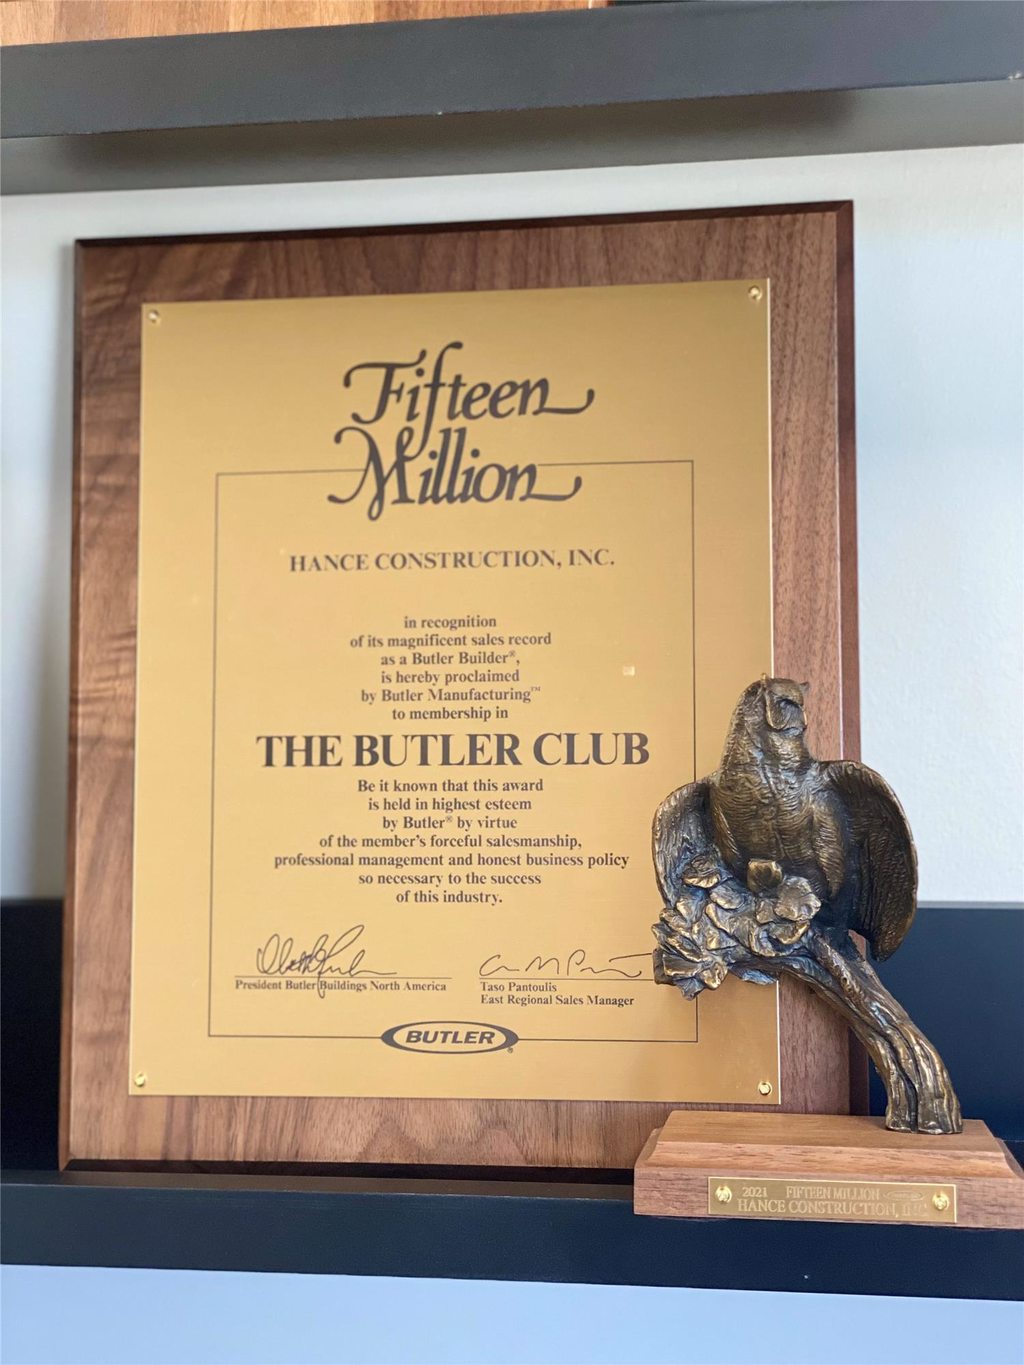 Fifteen
Million
HANCE CONSTRUCTION, INC.
in recognition
of its magnificent sales record
as a Butler Builder®,
is hereby proclaimed
by Butler Manufacturing™
to membership in
THE BUTLER CLUB
Be it known that this award
is held in highest esteem
by Butler® by virtue
of the member's forceful salesmanship,
professional management and honest business policy
so necessary to the success
of this industry.
President Butler Buildings North America
Taso Pantoulis
East Regional Sales Manager
BUTLER®
2021 FIFTEEN MILLION
HANCE CONSTRUCTION, INC